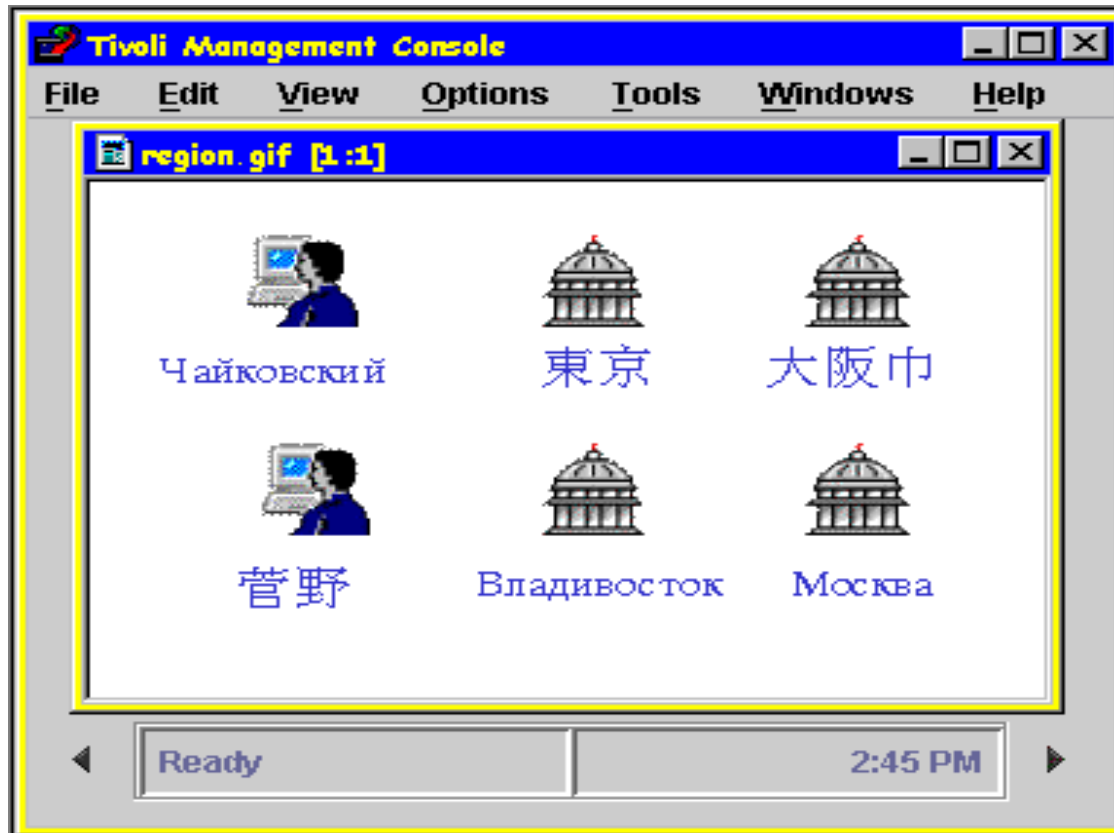 Tivoli Management Console
File Edit View Options Tools Windows Help
region.gif [1:1]
Чайковский 東京 大阪巾
菅野 Владивосток Москва
Ready 2:45 PM